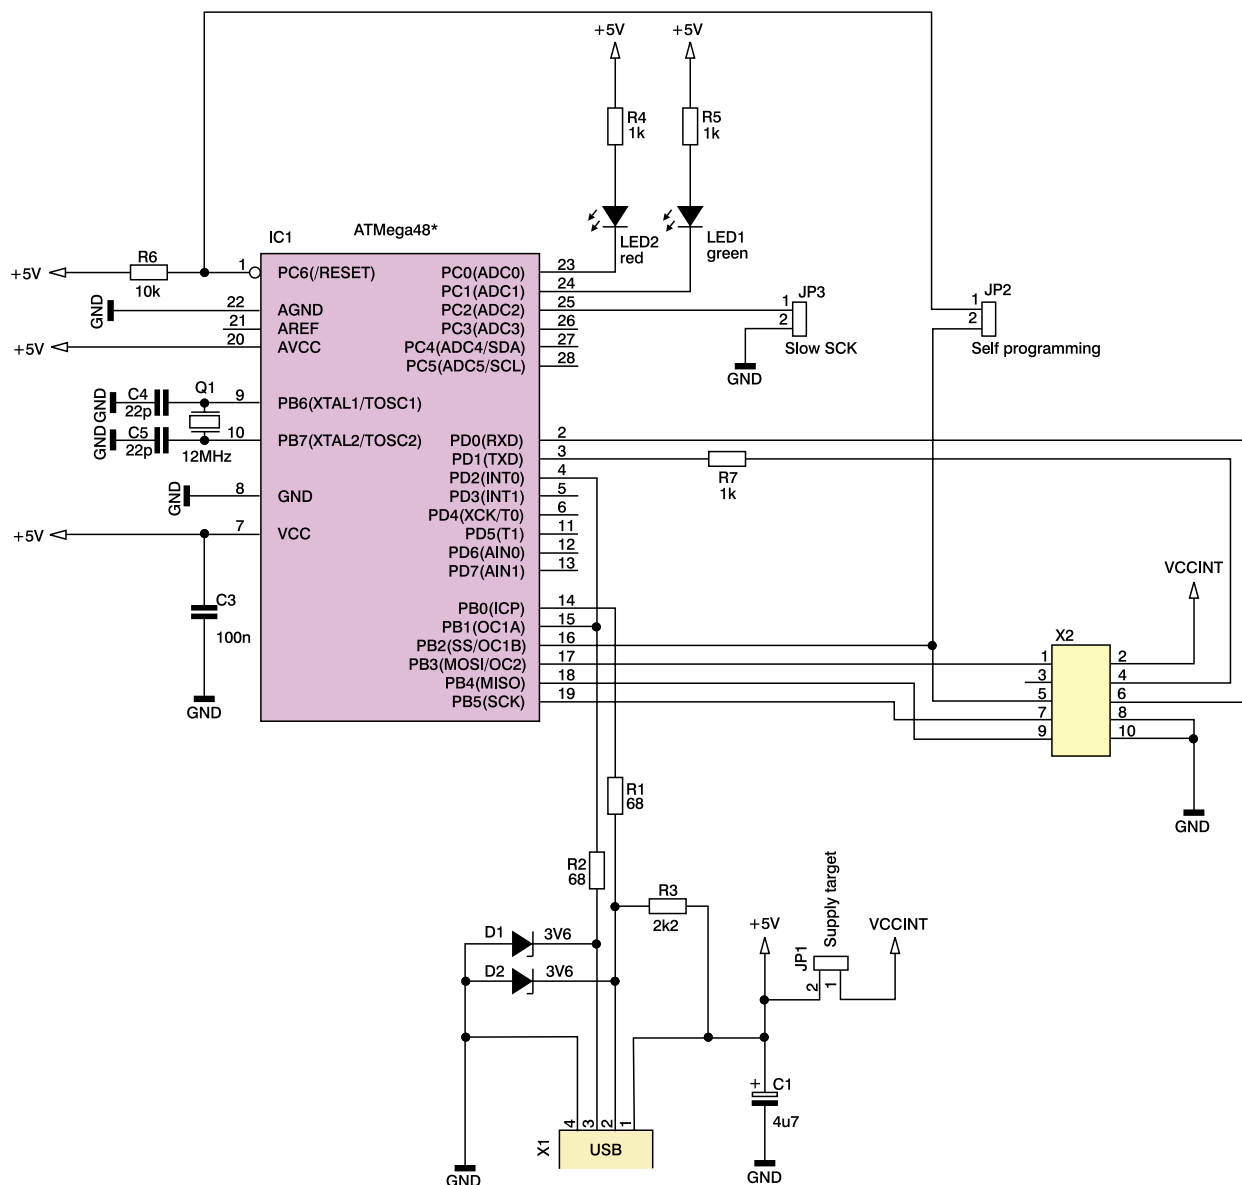 +5V +5V
R4 1k R5 1k
IC1 ATMega48*
LED2 red LED1 green
+5V R6 10k 1 PC6(/RESET) PC0(ADC0) 23
PC1(ADC1) 24
GND 22 AGND PC2(ADC2) 25 1 JP3 1 JP2
21 AREF PC3(ADC3) 26 2 2
+5V 20 AVCC PC4(ADC4/SDA) 27 Slow SCK Self programming
PC5(ADC5/SCL) 28 GND
GND C4 22p Q1 9 PB6(XTAL1/TOSC1)
GND C5 22p 12MHz 10 PB7(XTAL2/TOSC2) PD0(RXD) 2
PD1(TXD) 3 R7 1k
PD2(INT0) 4
GND 8 GND PD3(INT1) 5
PD4(XCK/T0) 6
+5V 7 VCC PD5(T1) 11
PD6(AIN0) 12
PD7(AIN1) 13 VCCINT
C3 100n PB0(ICP) 14
PB1(OC1A) 15 X2
PB2(SS/OC1B) 16
PB3(MOSI/OC2) 17 1 2
PB4(MISO) 18 3 4
PB5(SCK) 19 5 6
GND 7 8
9 10
R1 68 GND
R2 68
R3 2k2 +5V JP1 2 1 Supply target VCCINT
D1 3V6
D2 3V6
+ C1 4u7
X1 4 3 2 1
USB
GND GND